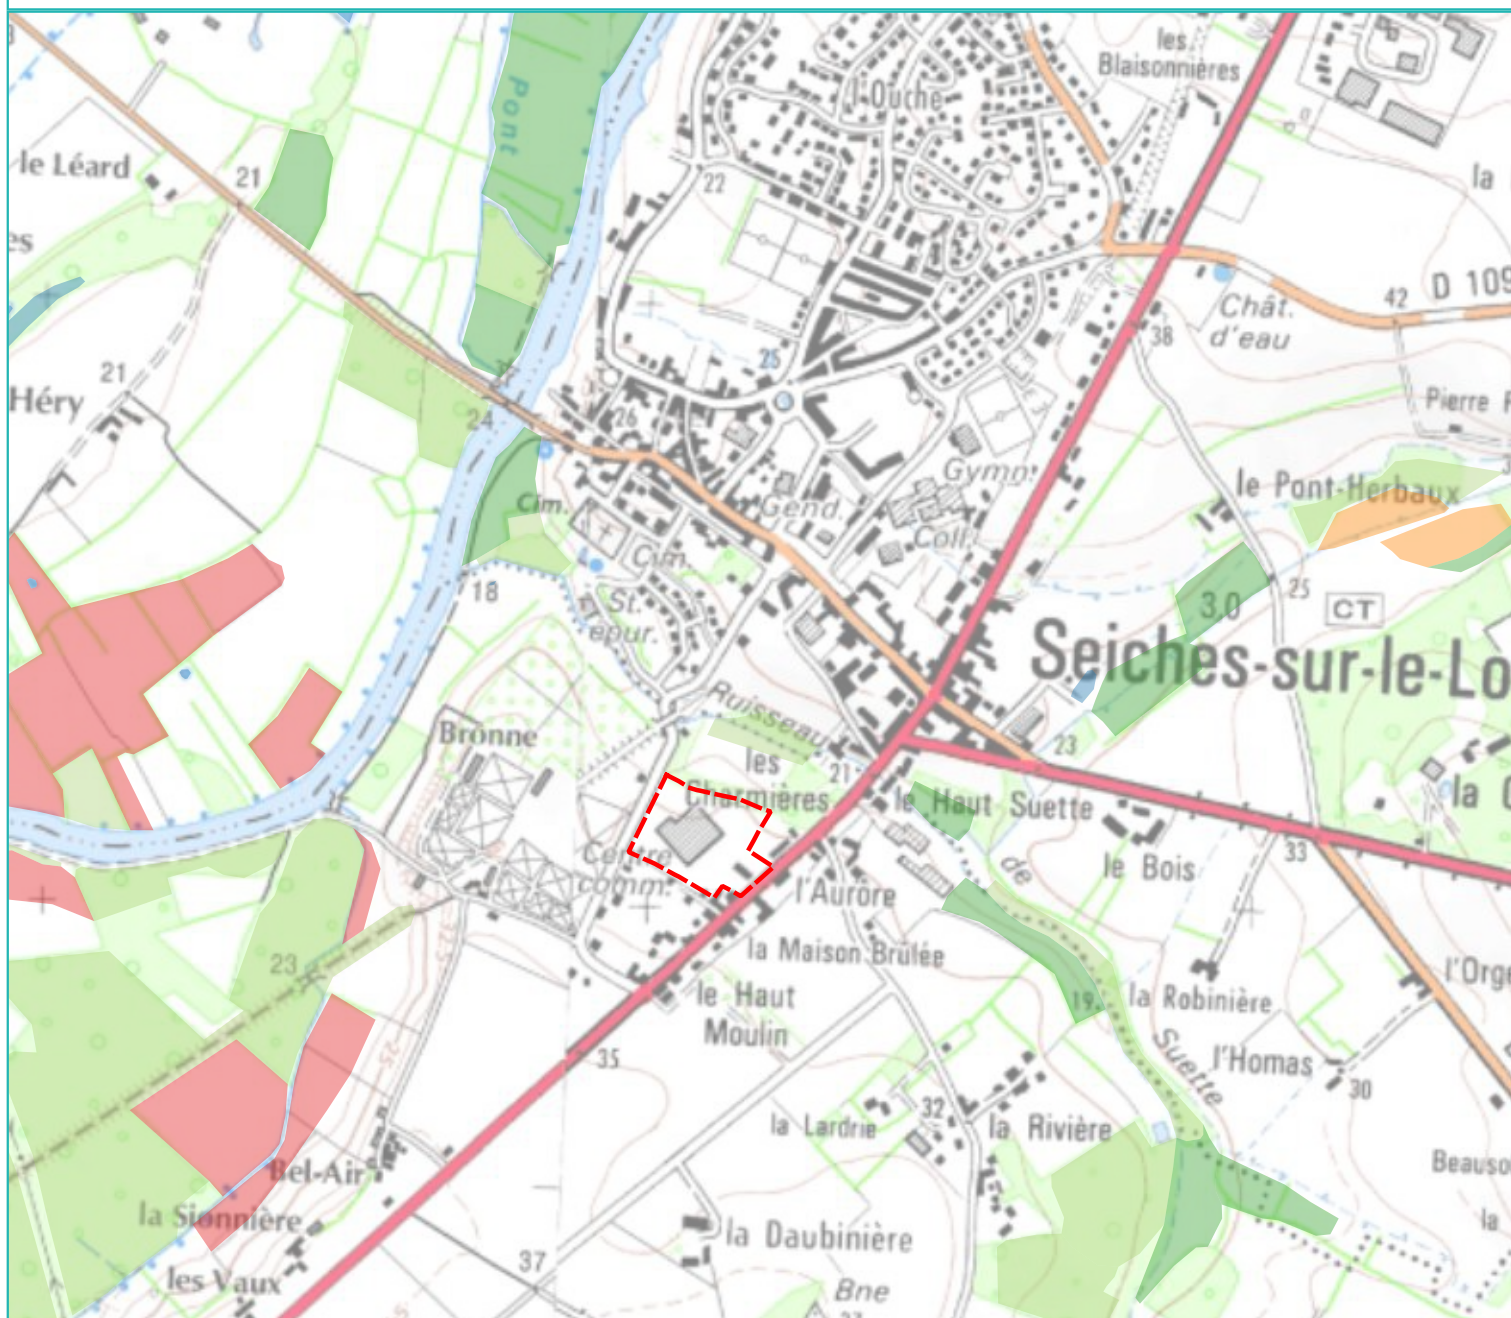 les
Blaisonnières
l'Ouche
Pont
le Léard
21
22
la
es
D 109
42
Chât.
d'eau
38
25
21
Héry
Pierre
24
26
Gymn.
le Pont-Herbaux
Cim.
Gend.
Coll.
Cim.
18
St.
épur.
3.0
25
CT
Seiches-sur-le-Lo
Ruisseau
Bronne
23
les
Charmières
21
le Haut Suette
la
Centre
comm.
de
le Bois
33
l'Aurore
la Maison Brûlée
23
l'Orge
le Haut
Moulin
19
la Robinière
35
Suette
l'Homas
30
25
la Lardrie
32
la Rivière
Bel-Air
Beauso
la Sionnière
la
la Daubinière
37
les Vaux
Bne